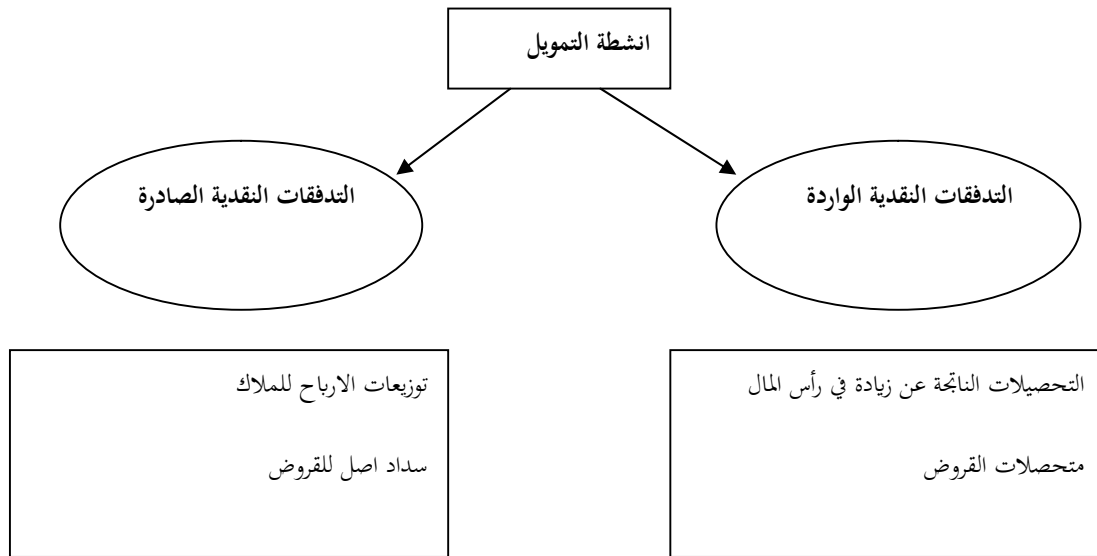 انشطة التمويل
التدفقات النقدية الواردة
التدفقات النقدية الصادرة
التحصيلات الناتجة عن زيادة في رأس المال
متحصلات القروض
توزيعات الارباح للملاك
سداد اصل للقروض